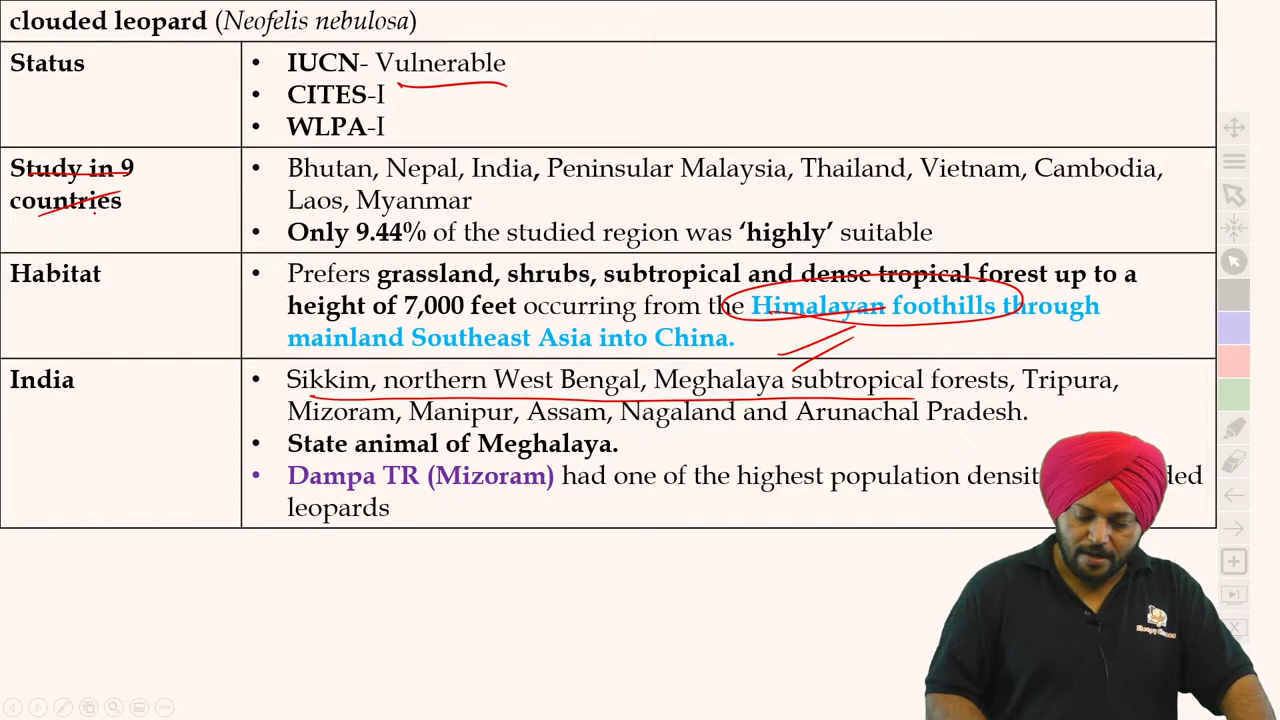 clouded leopard (Neofelis nebulosa)
Status
• IUCN- Vulnerable
• CITES-I
• WLPA-I
Study in 9
countries
• Bhutan, Nepal, India, Peninsular Malaysia, Thailand, Vietnam, Cambodia,
Laos, Myanmar
• Only 9.44% of the studied region was ‘highly’ suitable
Habitat
• Prefers grassland, shrubs, subtropical and dense tropical forest up to a
height of 7,000 feet occurring from the Himalayan foothills through
mainland Southeast Asia into China.
India
• Sikkim, northern West Bengal, Meghalaya subtropical forests, Tripura,
Mizoram, Manipur, Assam, Nagaland and Arunachal Pradesh.
• State animal of Meghalaya.
• Dampa TR (Mizoram) had one of the highest population
leopards